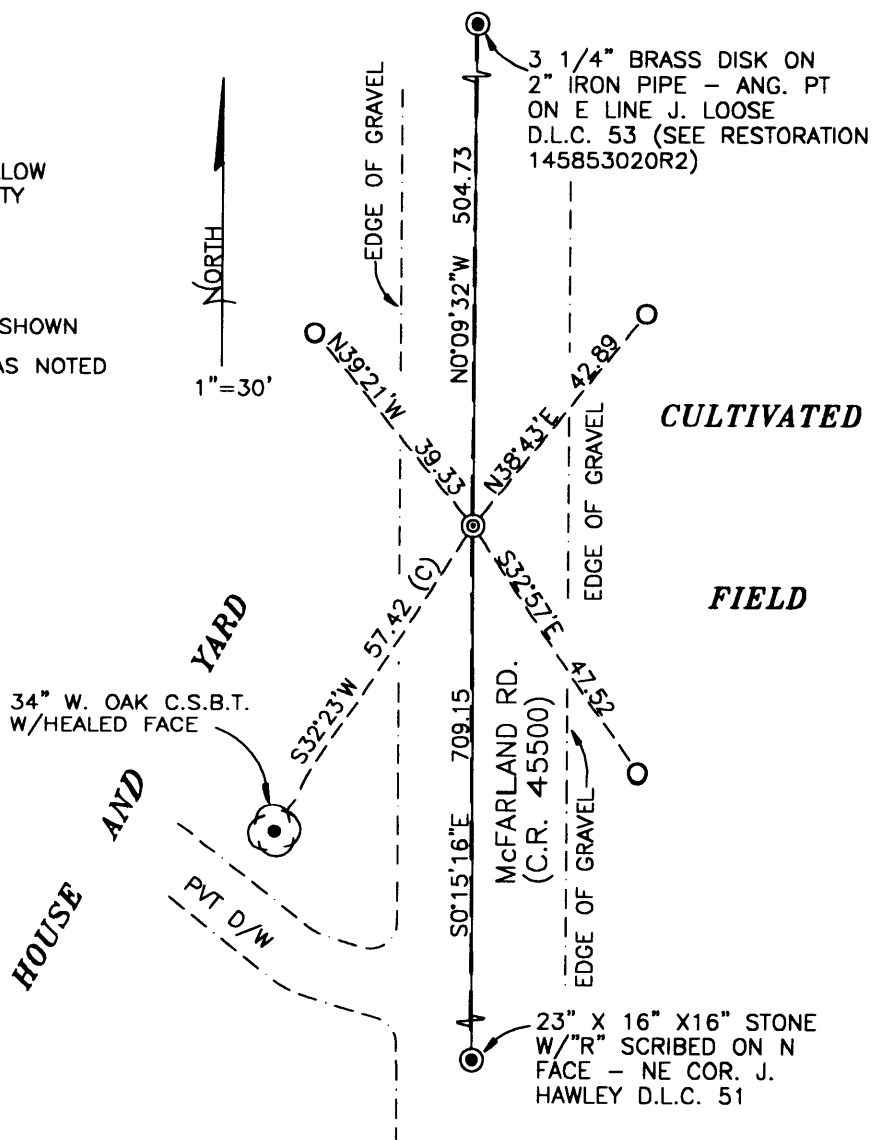 3 1/4" BRASS DISK ON
2" IRON PIPE – ANG. PT
ON E LINE J. LOOSE
D.L.C. 53 (SEE RESTORATION
145853020R2)
LOW
TY
SHOWN
AS NOTED
NORTH
1"=30'
EDGE OF GRAVEL
N0°09'32"W 504.73
N39°21'W 39.33
N38°43'E 42.89
CULTIVATED
FIELD
EDGE OF GRAVEL
S32°23'W 57.42 (C)
S32°57'E 47.52
34" W. OAK C.S.B.T.
W/HEALED FACE
HOUSE AND YARD
PVT D/W
S0°15'16"E 709.15
McFARLAND RD.
(C.R. 45500)
EDGE OF GRAVEL
23" X 16" X16" STONE
W/"R" SCRIBED ON N
FACE – NE COR. J.
HAWLEY D.L.C. 51